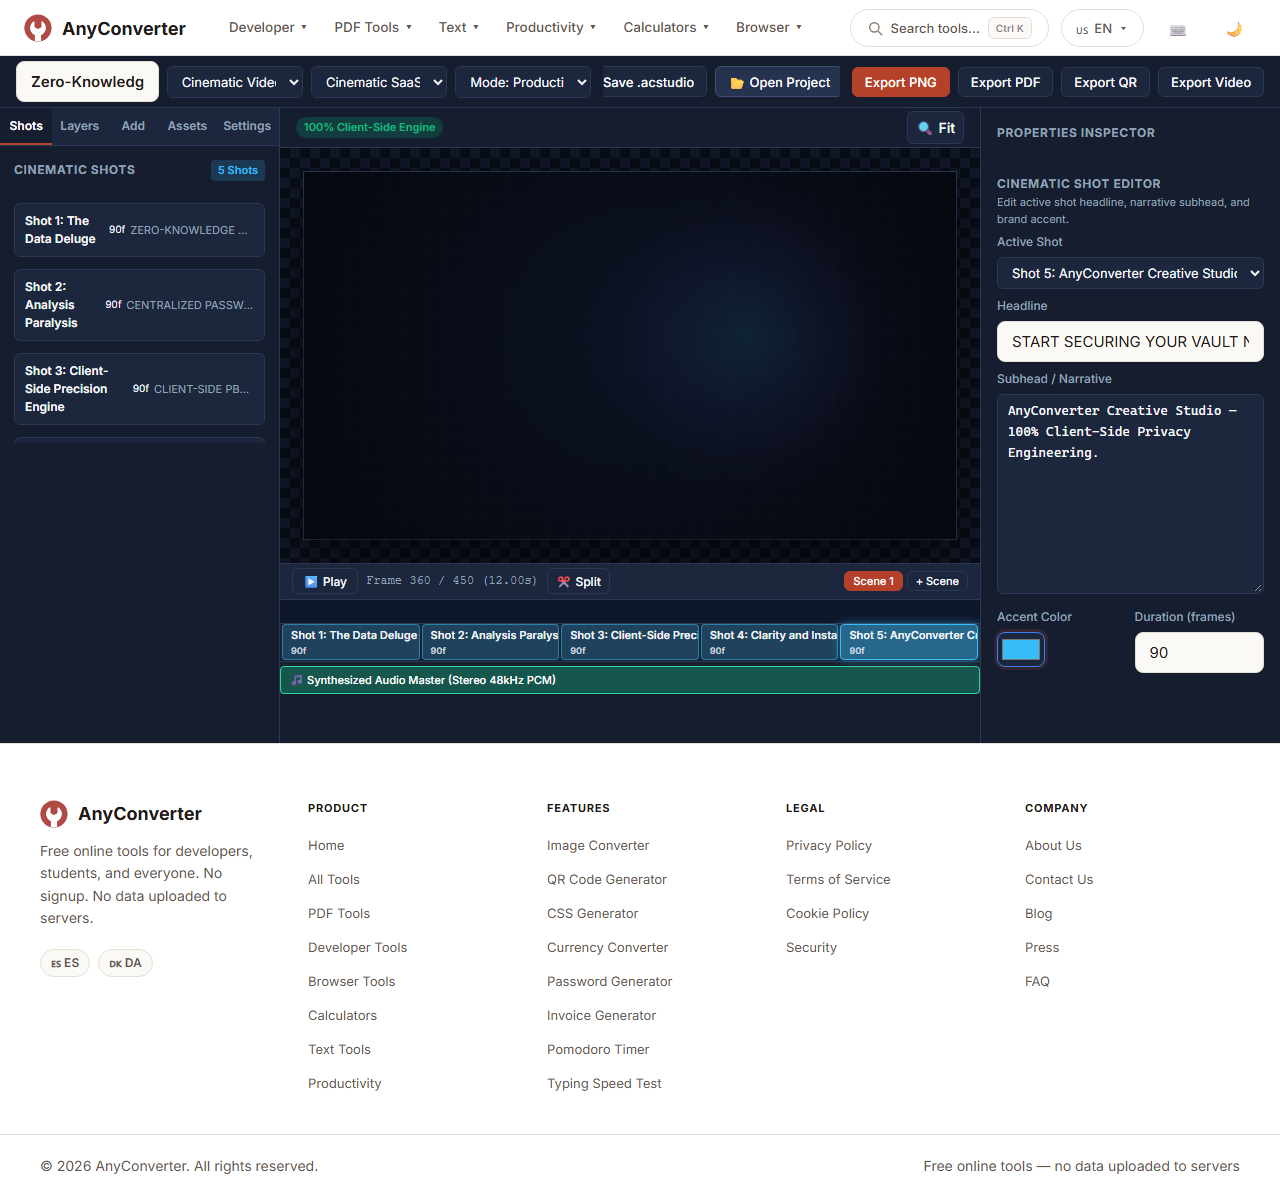 AnyConverter
Developer ▾
PDF Tools ▾
Text ▾
Productivity ▾
Calculators ▾
Browser ▾
Search tools... Ctrl K
US EN ▾
Zero-Knowledg
Cinematic Vide
Cinematic SaaS
Mode: Producti
Save .acstudio
Open Project
Export PNG
Export PDF
Export QR
Export Video
Shots
Layers
Add
Assets
Settings
100% Client-Side Engine
Fit
PROPERTIES INSPECTOR
CINEMATIC SHOTS
5 Shots
Shot 1: The
Data Deluge
90f ZERO-KNOWLEDGE ...
Shot 2:
Analysis
Paralysis
90f CENTRALIZED PASSW...
Shot 3: Client-
Side Precision
Engine
90f CLIENT-SIDE PB...
CINEMATIC SHOT EDITOR
Edit active shot headline, narrative subhead, and
brand accent.
Active Shot
Shot 5: AnyConverter Creative Studio
Headline
START SECURING YOUR VAULT N
Subhead / Narrative
AnyConverter Creative Studio —
100% Client-Side Privacy
Engineering.
Accent Color
Duration (frames)
90
Play
Frame 360 / 450 (12.00s)
Split
Scene 1
+ Scene
Shot 1: The Data Deluge
90f
Shot 2: Analysis Paralys
90f
Shot 3: Client-Side Prec
90f
Shot 4: Clarity and Insta
90f
Shot 5: AnyConverter Cr
90f
Synthesized Audio Master (Stereo 48kHz PCM)
AnyConverter
Free online tools for developers,
students, and everyone. No
signup. No data uploaded to
servers.
ES ES
DK DA
PRODUCT
Home
All Tools
PDF Tools
Developer Tools
Browser Tools
Calculators
Text Tools
Productivity
FEATURES
Image Converter
QR Code Generator
CSS Generator
Currency Converter
Password Generator
Invoice Generator
Pomodoro Timer
Typing Speed Test
LEGAL
Privacy Policy
Terms of Service
Cookie Policy
Security
COMPANY
About Us
Contact Us
Blog
Press
FAQ
© 2026 AnyConverter. All rights reserved.
Free online tools — no data uploaded to servers